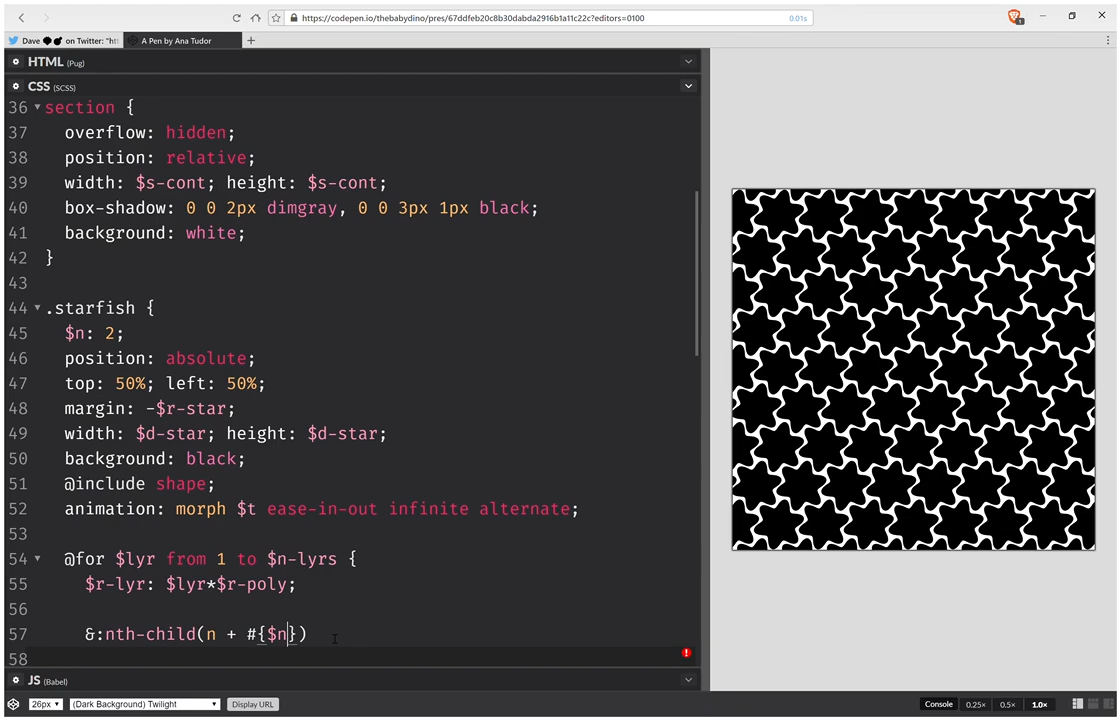 https://codepen.io/thebabydino/pres/67ddfeb20c8b30dabda2916b1a11c22c?editors=0100
0.01s
1
Dave on Twitter: "htt
A Pen by Ana Tudor
HTML (Pug)
CSS (SCSS)
36 section {
37 overflow: hidden;
38 position: relative;
39 width: $s-cont; height: $s-cont;
40 box-shadow: 0 0 2px dimgray, 0 0 3px 1px black;
41 background: white;
42 }
43
44 .starfish {
45 $n: 2;
46 position: absolute;
47 top: 50%; left: 50%;
48 margin: -$r-star;
49 width: $d-star; height: $d-star;
50 background: black;
51 @include shape;
52 animation: morph $t ease-in-out infinite alternate;
53
54 @for $lyr from 1 to $n-lyrs {
55 $r-lyr: $lyr*$r-poly;
56
57 &:nth-child(n + #{$n})
58
JS (Babel)
26px (Dark Background) Twilight Display URL Console 0.25× 0.5× 1.0×